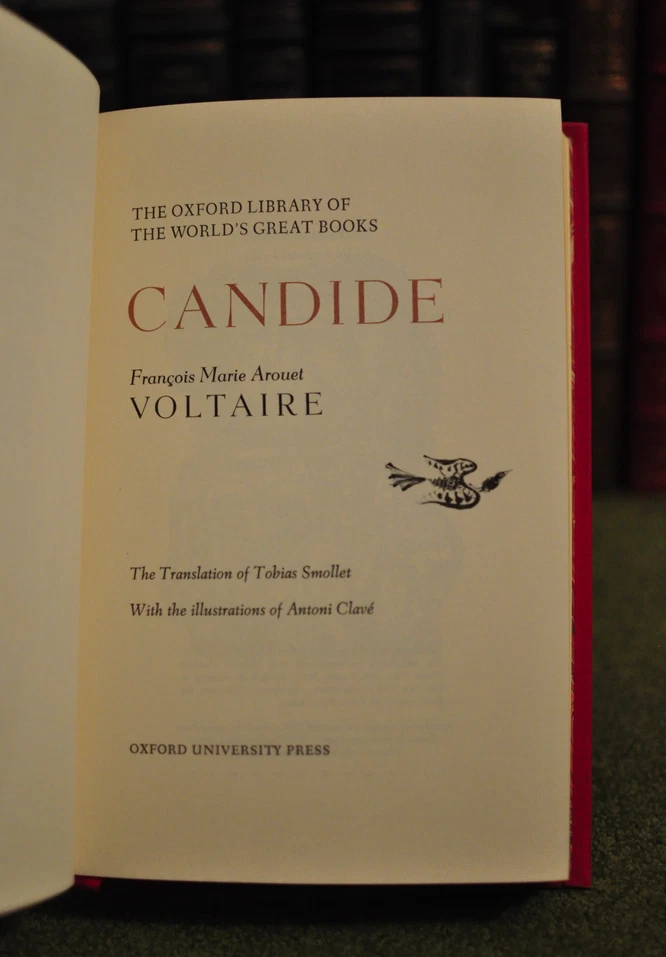 THE OXFORD LIBRARY OF
THE WORLD'S GREAT BOOKS
CANDIDE
François Marie Arouet
VOLTAIRE
The Translation of Tobias Smollet
With the illustrations of Antoni Clavé
OXFORD UNIVERSITY PRESS